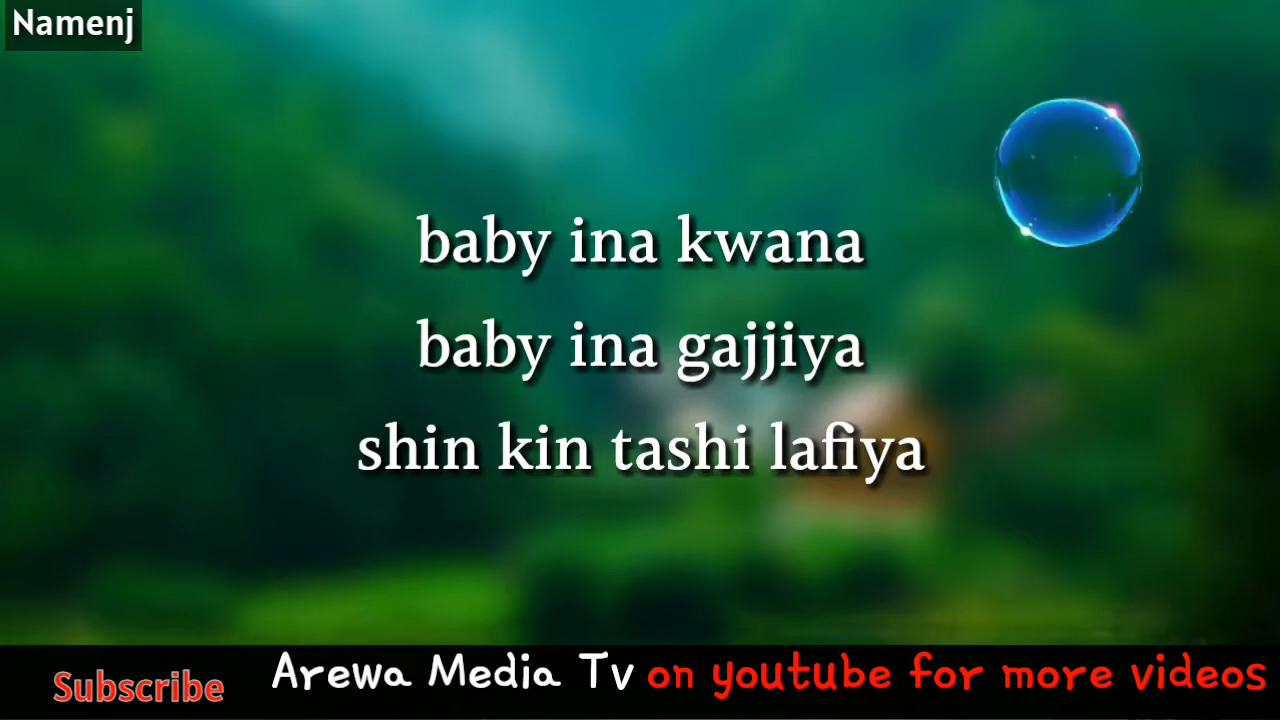 Namenj
baby ina kwana
baby ina gajjiya
shin kin tashi lafiya
Subscribe Arewa Media Tv on youtube for more videos